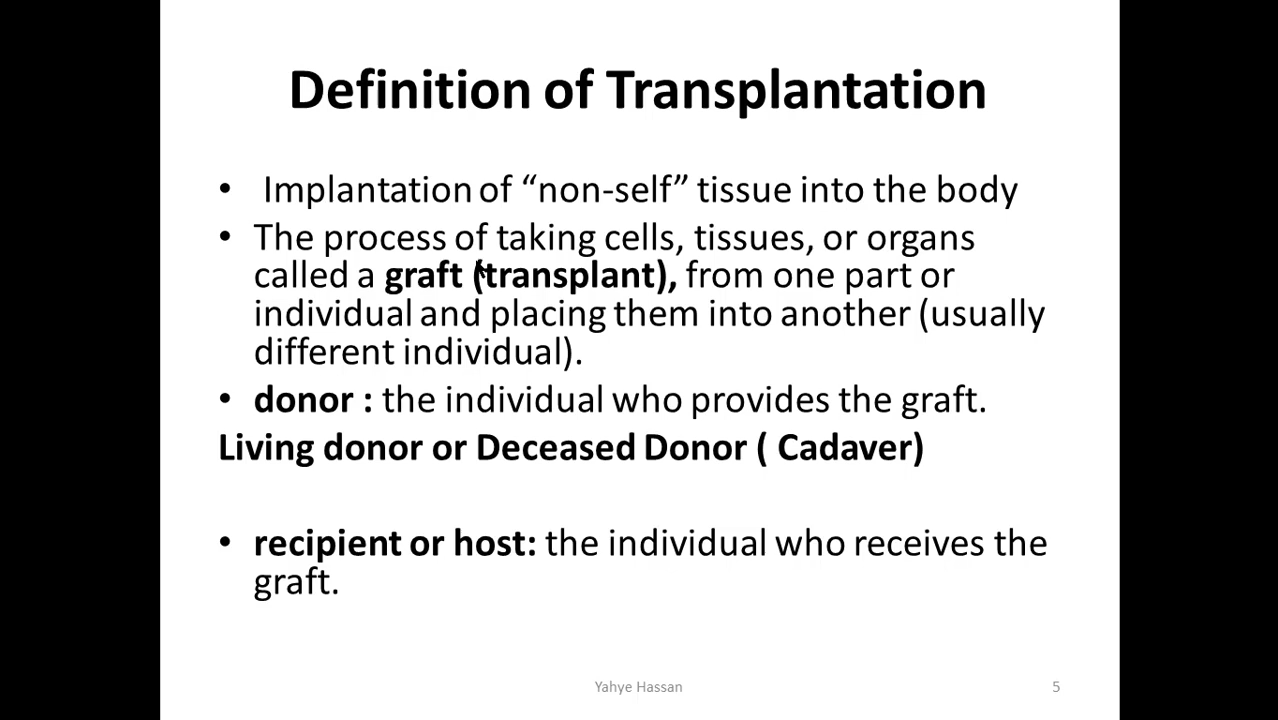 Definition of Transplantation
• Implantation of “non-self” tissue into the body
• The process of taking cells, tissues, or organs
called a graft (transplant), from one part or
individual and placing them into another (usually
different individual).
• donor : the individual who provides the graft.
Living donor or Deceased Donor ( Cadaver)
• recipient or host: the individual who receives the
graft.
Yahye Hassan
5